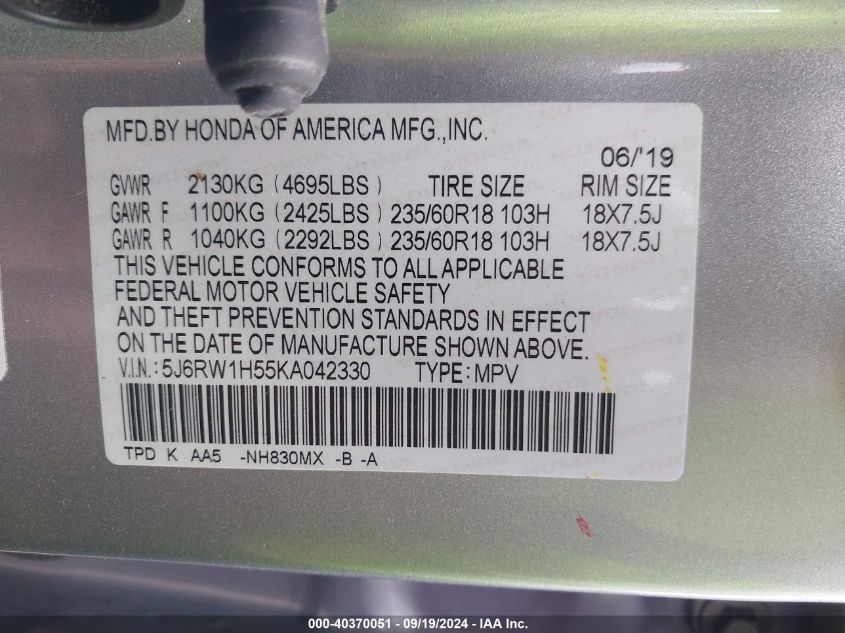 MFD.BY HONDA OF AMERICA MFG.,INC.
06/'19
GVWR 2130KG (4695LBS) TIRE SIZE RIM SIZE
GAWR F 1100KG (2425LBS) 235/60R18 103H 18X7.5J
GAWR R 1040KG (2292LBS) 235/60R18 103H 18X7.5J
THIS VEHICLE CONFORMS TO ALL APPLICABLE
FEDERAL MOTOR VEHICLE SAFETY
AND THEFT PREVENTION STANDARDS IN EFFECT
ON THE DATE OF MANUFACTURE SHOWN ABOVE.
V.I.N.: 5J6RW1H55KA042330 TYPE: MPV
TPD K AA5 -NH830MX -B -A
000-40370051 - 09/19/2024 - IAA Inc.